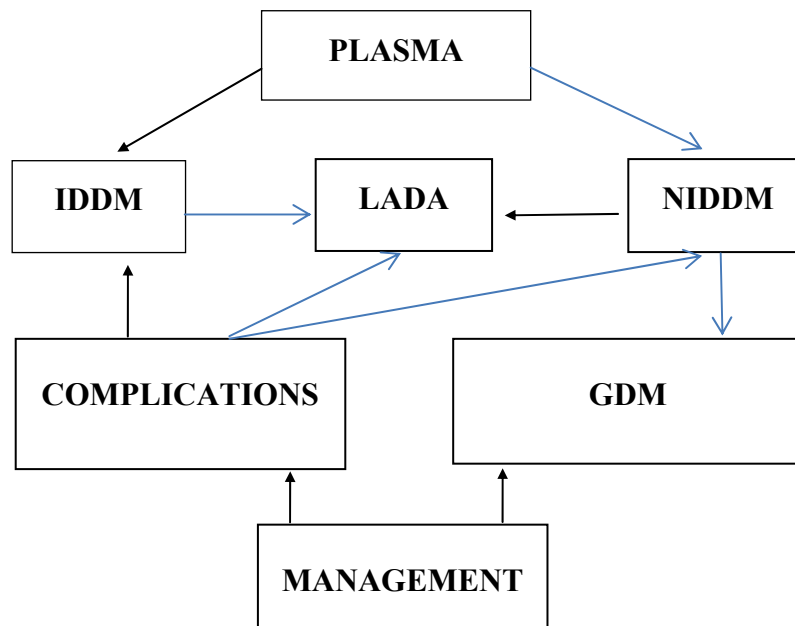 PLASMA
IDDM
LADA
NIDDM
COMPLICATIONS
GDM
MANAGEMENT